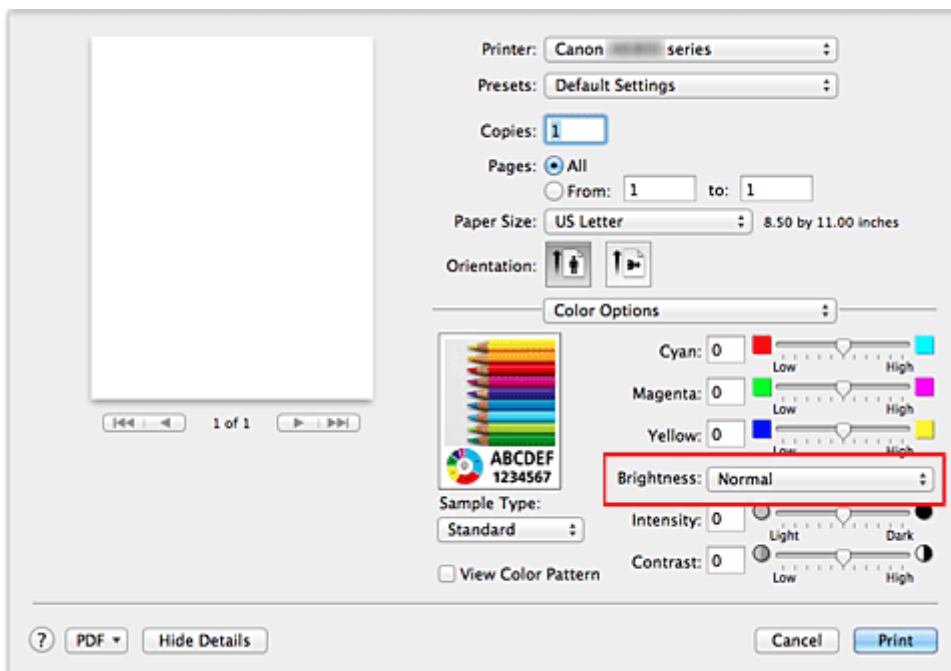 Printer: Canon series
Presets: Default Settings
Copies: 1
Pages: All
From: 1 to: 1
Paper Size: US Letter 8.50 by 11.00 inches
Orientation:
Color Options
1 of 1
Cyan: 0
Low High
Magenta: 0
Low High
Yellow: 0
Low High
ABCDEF
1234567
Brightness: Normal
Sample Type:
Standard
Intensity: 0
Light Dark
View Color Pattern
Contrast: 0
Low High
? PDF Hide Details Cancel Print